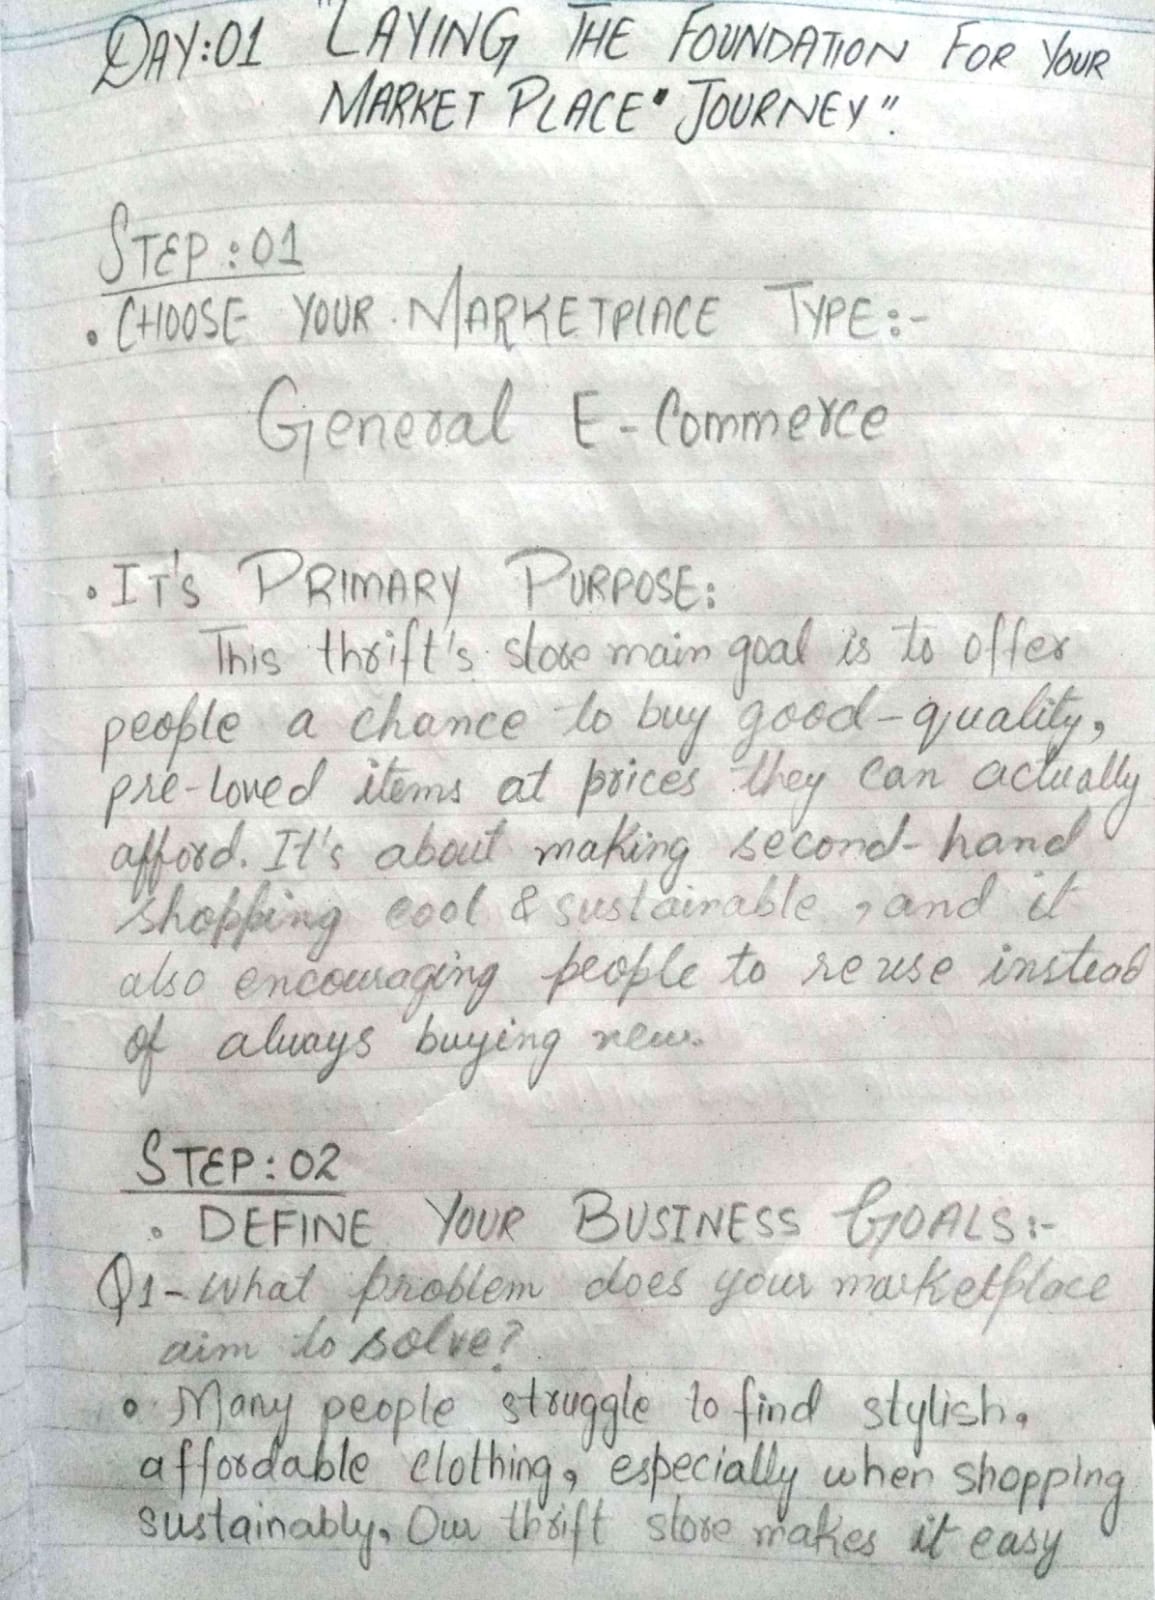 DAY:01 "LAYING THE FOUNDATION FOR YOUR
MARKET PLACE" JOURNEY".
STEP:01
• CHOOSE YOUR MARKETPLACE TYPE:-
General E-Commerce
• IT'S PRIMARY PURPOSE:
This thrift's store main goal is to offer
people a chance to buy good-quality,
pre-loved items at prices they can actually
afford. It's about making second-hand
shopping cool & sustainable, and it
also encouraging people to reuse instead
of always buying new.
STEP:02
• DEFINE YOUR BUSINESS GOALS:-
Q1- What problem does your marketplace
aim to solve?
• Many people struggle to find stylish,
affordable clothing, especially when shopping
sustainably. Our thrift store makes it easy